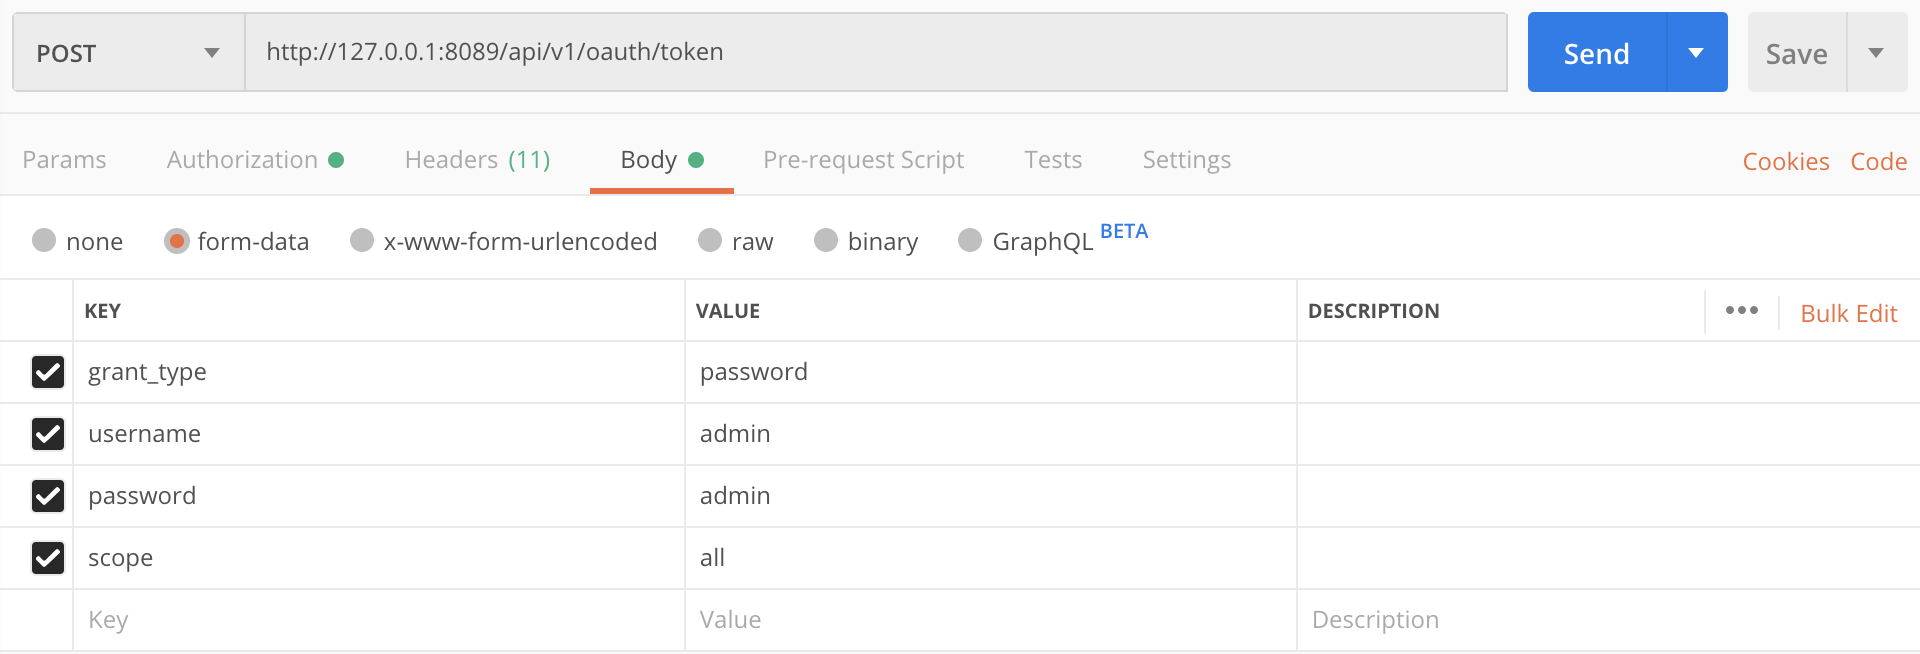 POST http://127.0.0.1:8089/api/v1/oauth/token Send Save
Params Authorization Headers (11) Body Pre-request Script Tests Settings Cookies Code
none form-data x-www-form-urlencoded raw binary GraphQL BETA
KEY VALUE DESCRIPTION ••• Bulk Edit
grant_type password
username admin
password admin
scope all
Key Value Description